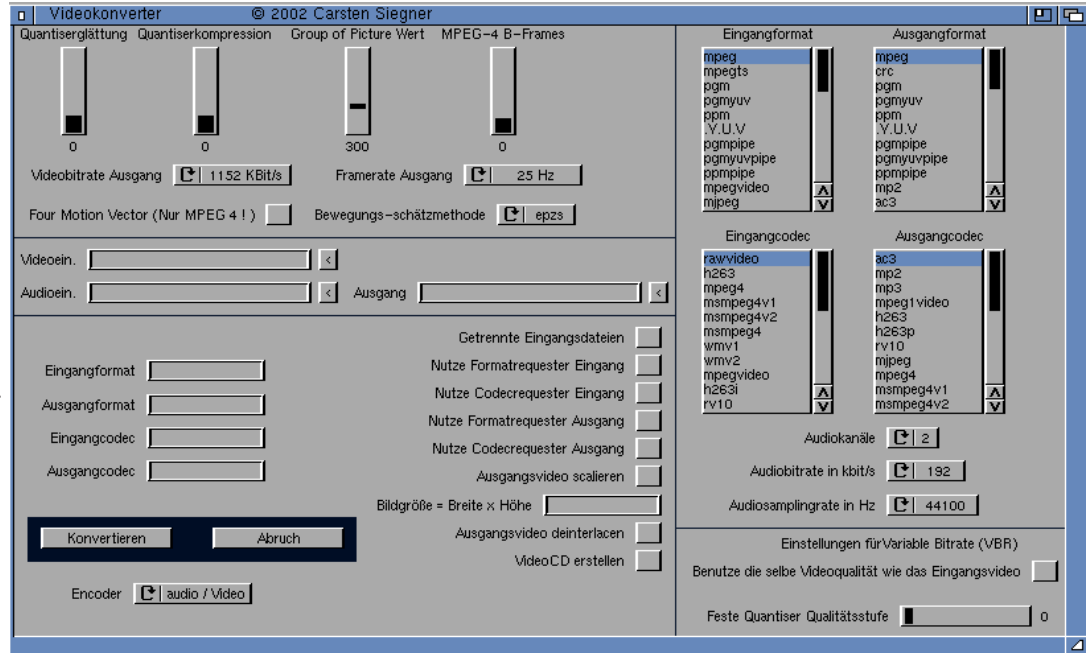 Videokonverter © 2002 Carsten Siegner
Quantiserglättung Quantiserkompression Group of Picture Wert MPEG-4 B-Frames
0 0 300 0
Videobitrate Ausgang 1152 KBit/s Framerate Ausgang 25 Hz
Four Motion Vector (Nur MPEG 4 ! ) Bewegungs-schätzmethode epzs
Videoein. <
Audioein. < Ausgang <
Eingangformat
Ausgangformat
Eingangcodec
Ausgangcodec
Konvertieren Abruch
Encoder audio / Video
Getrennte Eingangsdateien
Nutze Formatrequester Eingang
Nutze Codecrequester Eingang
Nutze Formatrequester Ausgang
Nutze Codecrequester Ausgang
Ausgangsvideo scalieren
Bildgröße = Breite x Höhe
Ausgangsvideo deinterlacen
VideoCD erstellen
Eingangformat
mpeg
mpegts
pgm
pgmyuv
ppm
.Y.U.V
pgmpipe
pgmyuvpipe
ppmpipe
mpegvideo
mjpeg
Ausgangformat
mpeg
crc
pgm
pgmyuv
ppm
.Y.U.V
pgmpipe
pgmyuvpipe
ppmpipe
mp2
ac3
Eingangcodec
rawvideo
h263
mpeg4
msmpeg4v1
msmpeg4v2
msmpeg4
wmv1
wmv2
mpegvideo
h263i
rv10
Ausgangcodec
ac3
mp2
mp3
mpeg1video
h263
h263p
rv10
mjpeg
mpeg4
msmpeg4v1
msmpeg4v2
Audiokanäle 2
Audiobitrate in kbit/s 192
Audiosamplingrate in Hz 44100
Einstellungen fürVariable Bitrate (VBR)
Benutze die selbe Videoqualität wie das Eingangsvideo
Feste Quantiser Qualitätsstufe 0